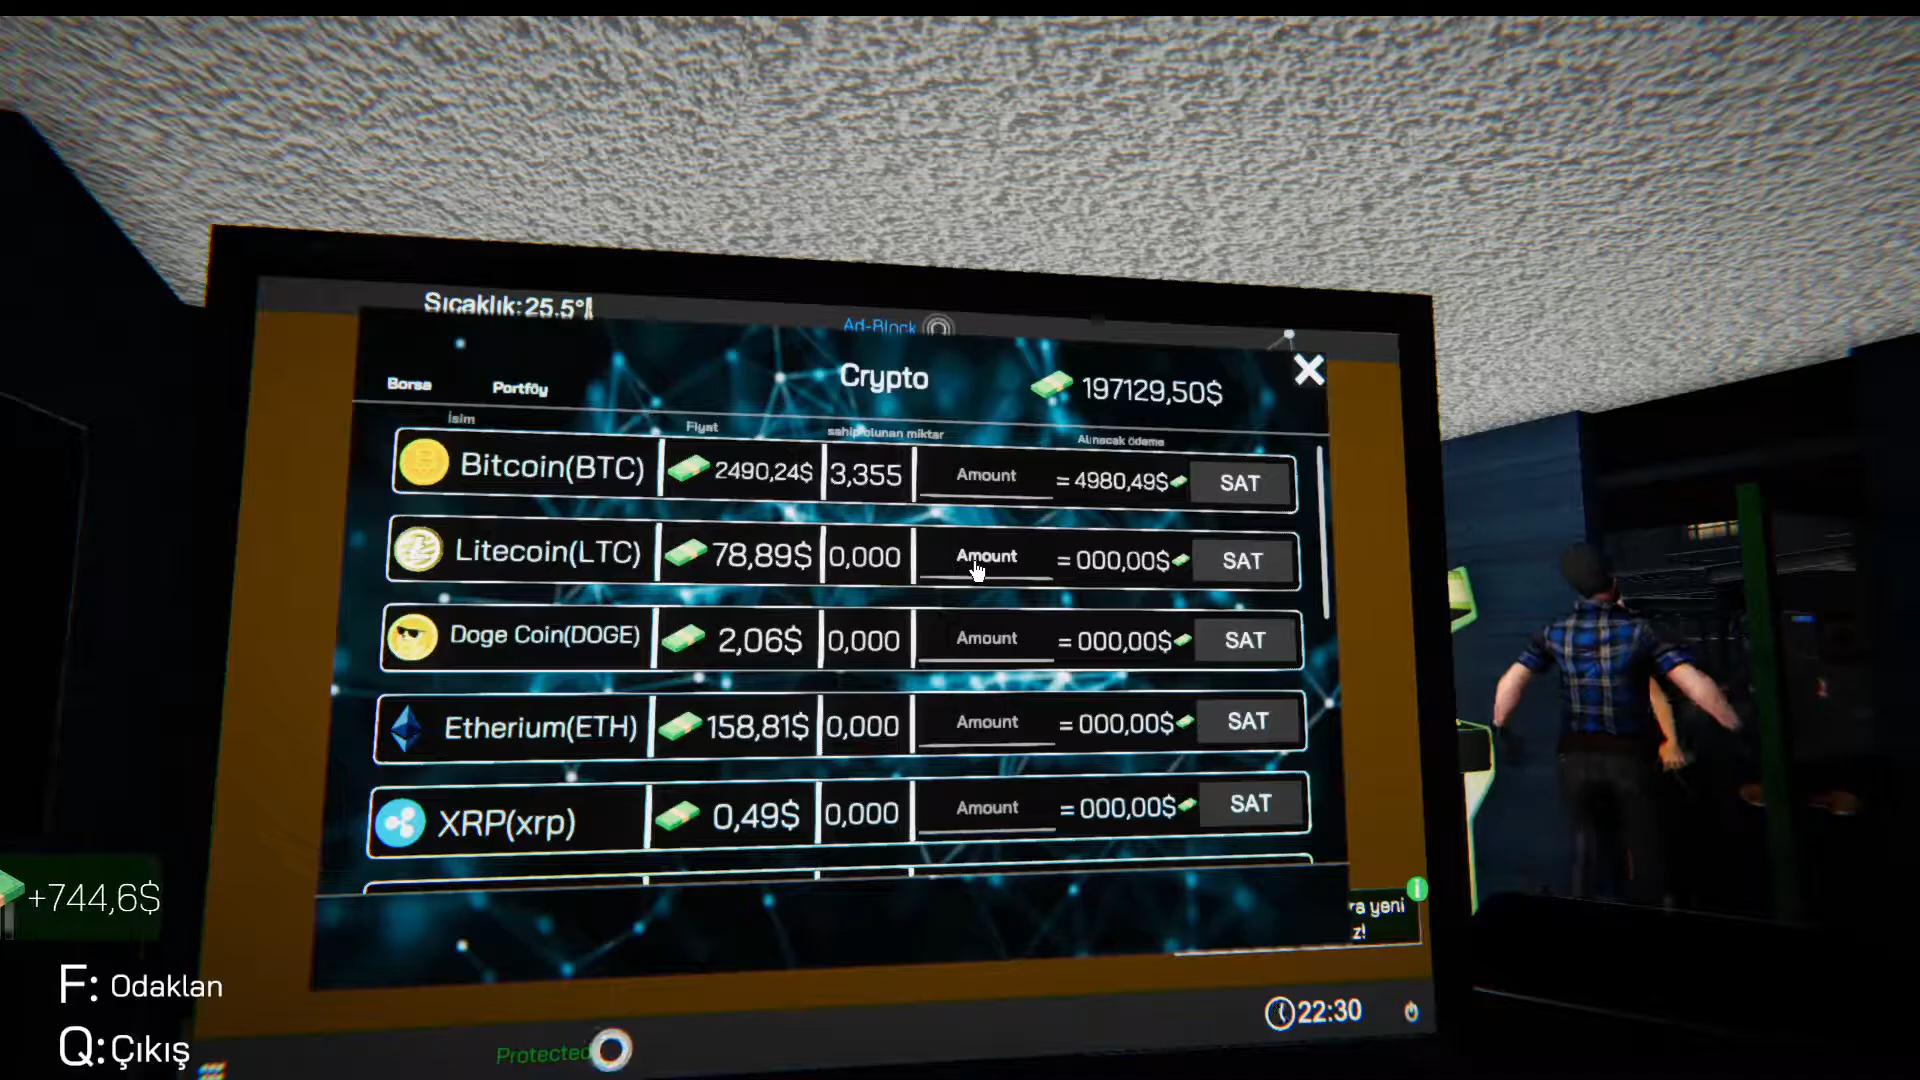 Sıcaklık:25.5°
Ad-Block
Crypto
197129,50$
Borsa
Portföy
İsim
Fiyat
sahip olunan miktar
Alınacak ödeme
Bitcoin(BTC) 2490,24$ 3,355 Amount = 4980,49$ SAT
Litecoin(LTC) 78,89$ 0,000 Amount = 000,00$ SAT
Doge Coin(DOGE) 2,06$ 0,000 Amount = 000,00$ SAT
Etherium(ETH) 158,81$ 0,000 Amount = 000,00$ SAT
XRP(xrp) 0,49$ 0,000 Amount = 000,00$ SAT
+744,6$
ra yeni
z!
F: Odaklan
Q:Çıkış
Protected
22:30